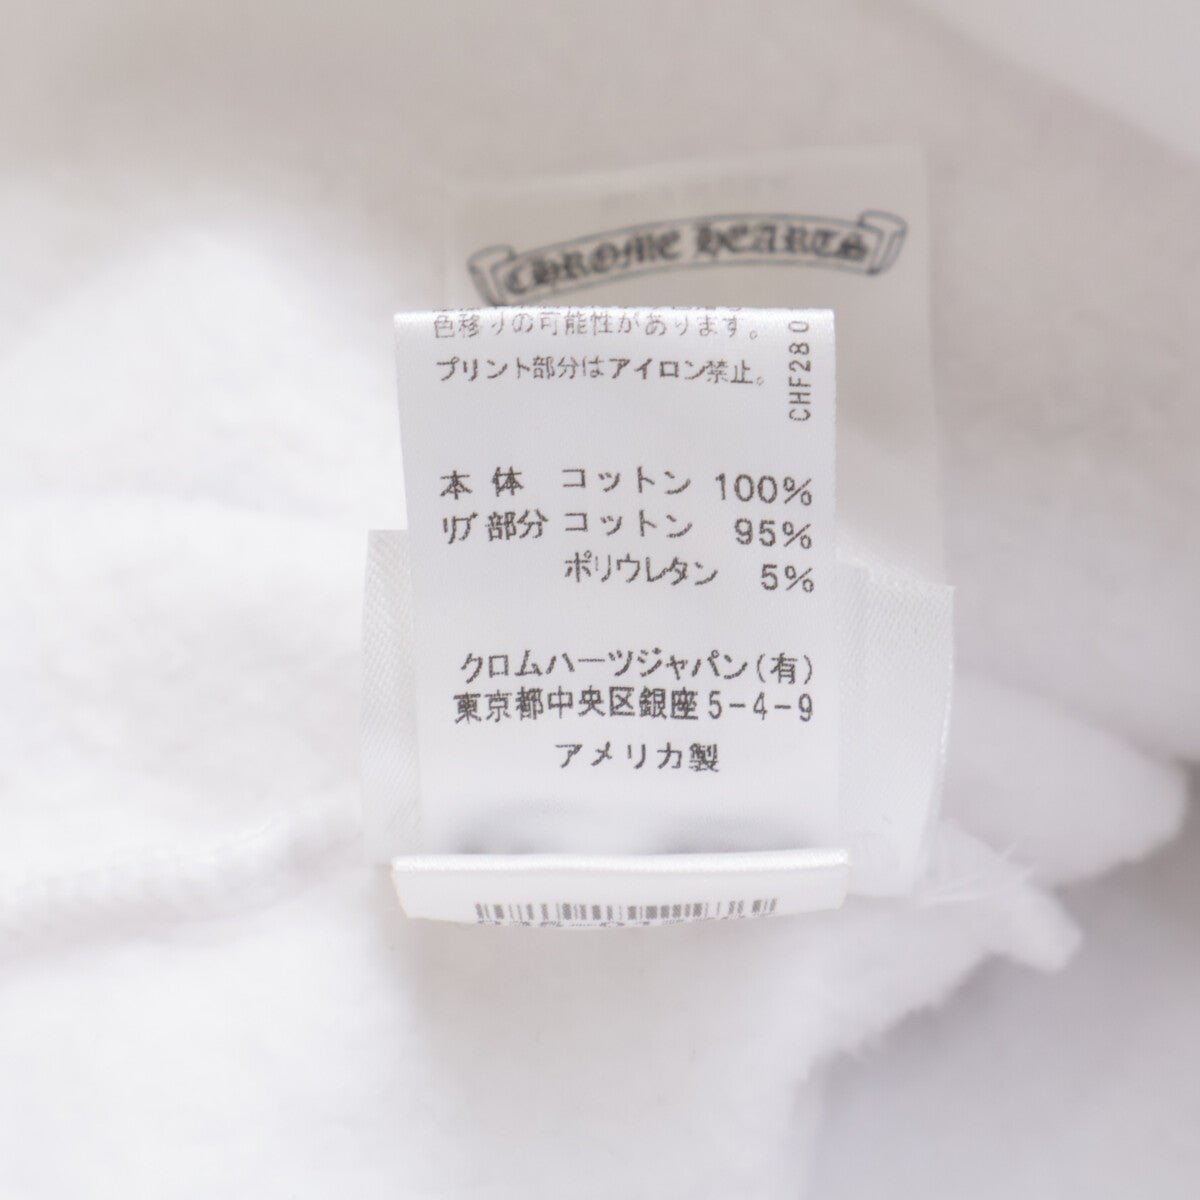 CHROME HEARTS
色移りの可能性があります。
プリント部分はアイロン禁止。
CHF280
本体 コットン 100%
リブ部分 コットン 95%
ポリウレタン 5%
クロムハーツジャパン(有)
東京都中央区銀座5-4-9
アメリカ製